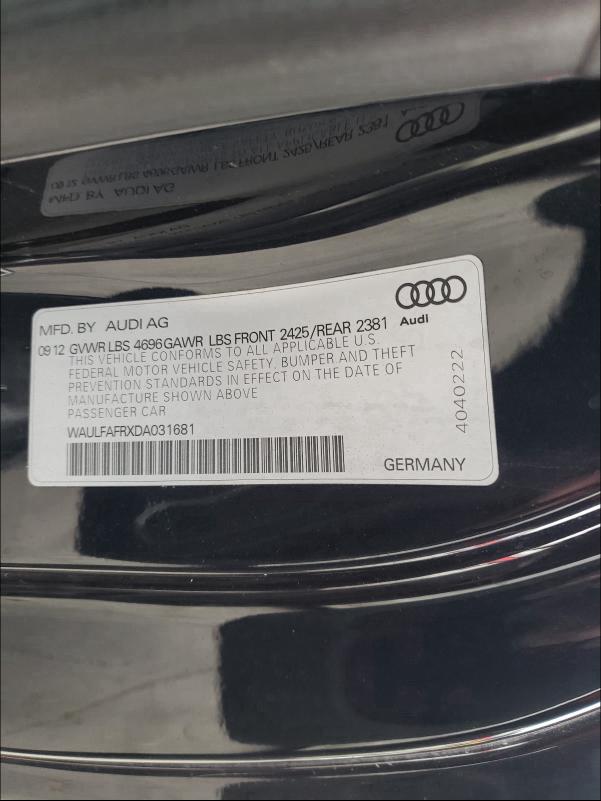 MFD. BY AUDI AG
Audi
09 12 GVWR LBS 4696 GAWR LBS FRONT 2425/REAR 2381
THIS VEHICLE CONFORMS TO ALL APPLICABLE U.S.
FEDERAL MOTOR VEHICLE SAFETY, BUMPER AND THEFT
PREVENTION STANDARDS IN EFFECT ON THE DATE OF
MANUFACTURE SHOWN ABOVE
PASSENGER CAR
WAULFAFRXDA031681
4040222
GERMANY